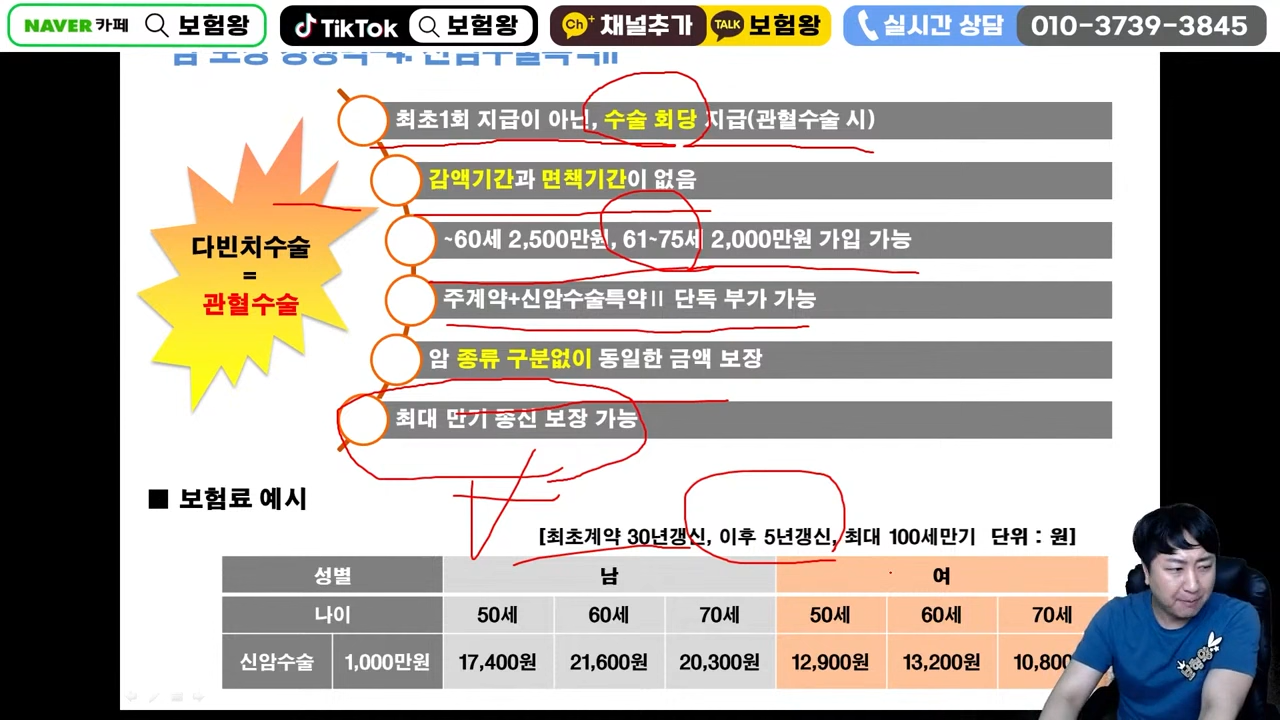 NAVER 카페 보험왕 TikTok 보험왕 Ch+ 채널추가 TALK 보험왕 실시간 상담 010-3739-3845
최초1회 지급이 아닌, 수술 회당 지급(관혈수술 시)
감액기간과 면책기간이 없음
~60세 2,500만원, 61~75세 2,000만원 가입 가능
다빈치수술
=
관혈수술
주계약+신암수술특약Ⅱ 단독 부가 가능
암 종류 구분없이 동일한 금액 보장
최대 만기 종신 보장 가능
■ 보험료 예시
[최초계약 30년갱신, 이후 5년갱신, 최대 100세만기 단위 : 원]
성별 남 여
나이 50세 60세 70세 50세 60세 70세
신암수술 1,000만원 17,400원 21,600원 20,300원 12,900원 13,200원 10,800
보험왕